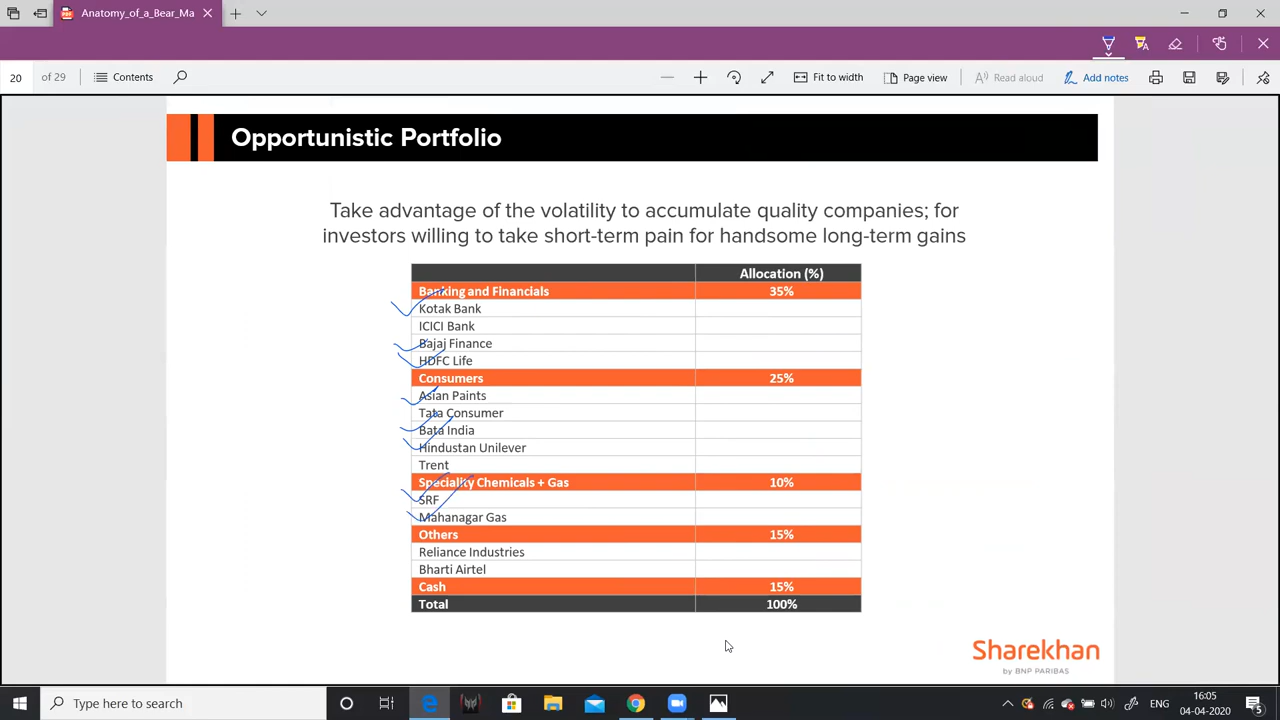 Anatomy_of_a_Bear_Ma
20 of 29 Contents Fit to width Page view Read aloud Add notes
Opportunistic Portfolio
Take advantage of the volatility to accumulate quality companies; for
investors willing to take short-term pain for handsome long-term gains
Allocation (%)
Banking and Financials 35%
Kotak Bank
ICICI Bank
Bajaj Finance
HDFC Life
Consumers 25%
Asian Paints
Tata Consumer
Bata India
Hindustan Unilever
Trent
Speciality Chemicals + Gas 10%
SRF
Mahanagar Gas
Others 15%
Reliance Industries
Bharti Airtel
Cash 15%
Total 100%
Sharekhan
by BNP PARIBAS
Type here to search
ENG
16:05
04-04-2020
5